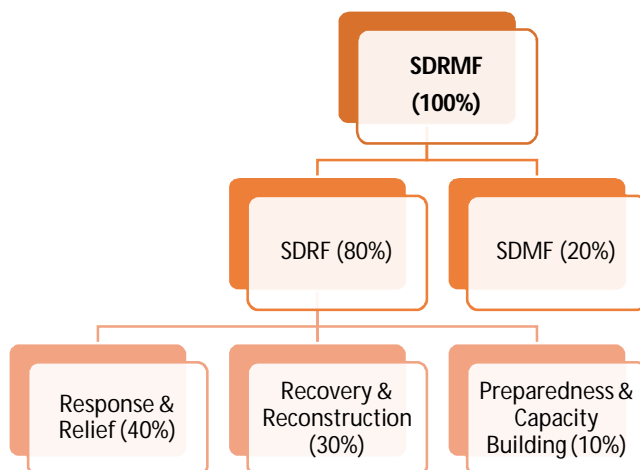 SDRMF
(100%)
SDRF (80%)
SDMF (20%)
Response &
Relief (40%)
Recovery &
Reconstruction
(30%)
Preparedness &
Capacity
Building (10%)